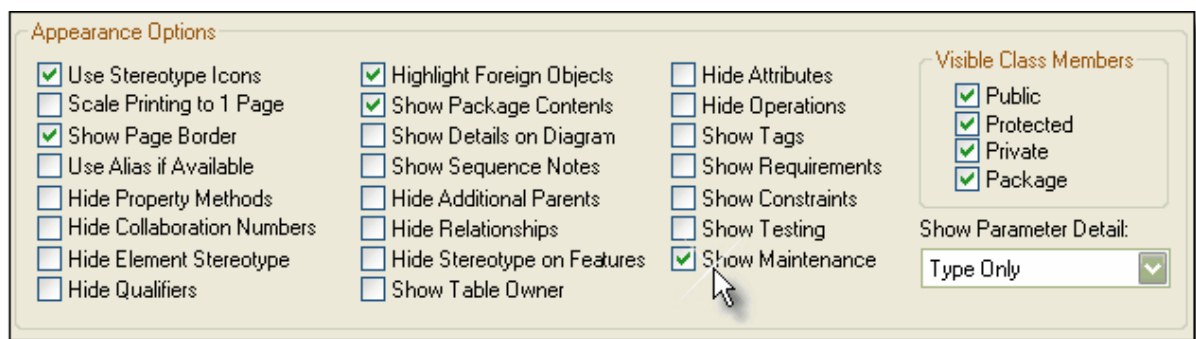 Appearance Options
Use Stereotype Icons
Scale Printing to 1 Page
Show Page Border
Use Alias if Available
Hide Property Methods
Hide Collaboration Numbers
Hide Element Stereotype
Hide Qualifiers
Highlight Foreign Objects
Show Package Contents
Show Details on Diagram
Show Sequence Notes
Hide Additional Parents
Hide Relationships
Hide Stereotype on Features
Show Table Owner
Hide Attributes
Hide Operations
Show Tags
Show Requirements
Show Constraints
Show Testing
Show Maintenance
Visible Class Members
Public
Protected
Private
Package
Show Parameter Detail:
Type Only